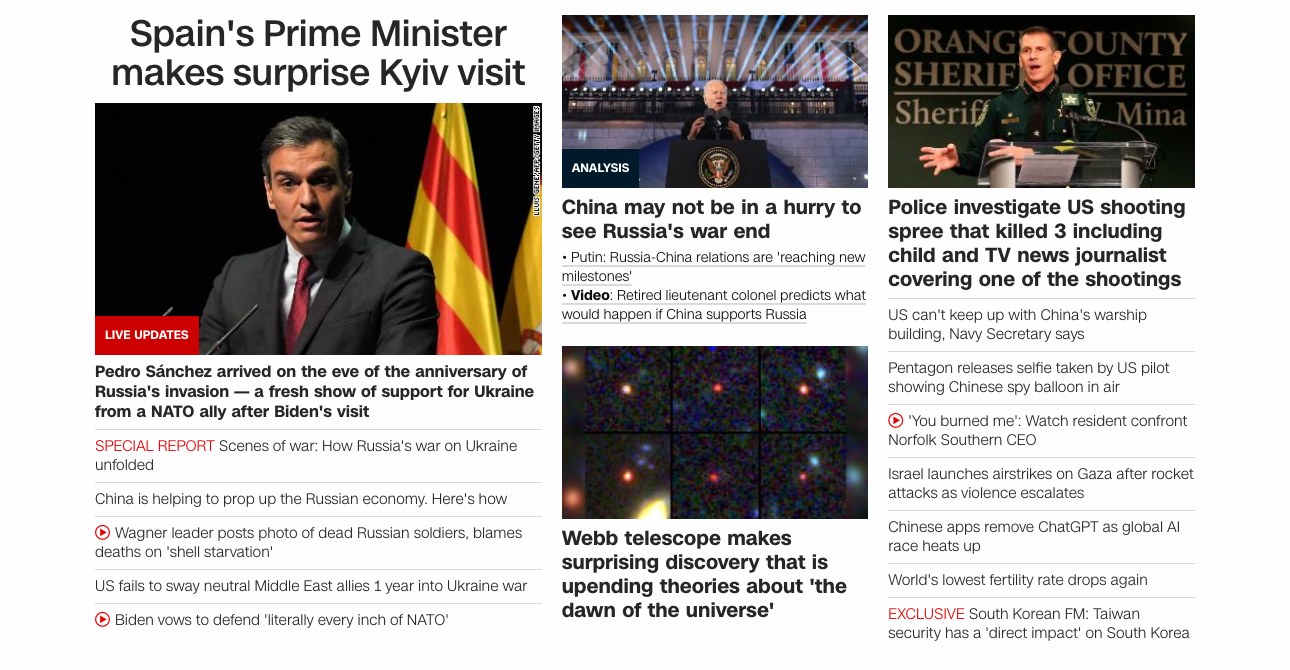 Spain's Prime Minister
makes surprise Kyiv visit
LLUIS GENE/AFP/GETTY IMAGES
LIVE UPDATES
Pedro Sánchez arrived on the eve of the anniversary of
Russia's invasion — a fresh show of support for Ukraine
from a NATO ally after Biden's visit
SPECIAL REPORT Scenes of war: How Russia's war on Ukraine
unfolded
China is helping to prop up the Russian economy. Here's how
Wagner leader posts photo of dead Russian soldiers, blames
deaths on 'shell starvation'
US fails to sway neutral Middle East allies 1 year into Ukraine war
Biden vows to defend 'literally every inch of NATO'
ANALYSIS
China may not be in a hurry to
see Russia's war end
• Putin: Russia-China relations are 'reaching new
milestones'
• Video: Retired lieutenant colonel predicts what
would happen if China supports Russia
Webb telescope makes
surprising discovery that is
upending theories about 'the
dawn of the universe'
ORANG COUNTY
SHERIF OFFICE
Sherif Mina
Police investigate US shooting
spree that killed 3 including
child and TV news journalist
covering one of the shootings
US can't keep up with China's warship
building, Navy Secretary says
Pentagon releases selfie taken by US pilot
showing Chinese spy balloon in air
'You burned me': Watch resident confront
Norfolk Southern CEO
Israel launches airstrikes on Gaza after rocket
attacks as violence escalates
Chinese apps remove ChatGPT as global AI
race heats up
World's lowest fertility rate drops again
EXCLUSIVE South Korean FM: Taiwan
security has a 'direct impact' on South Korea